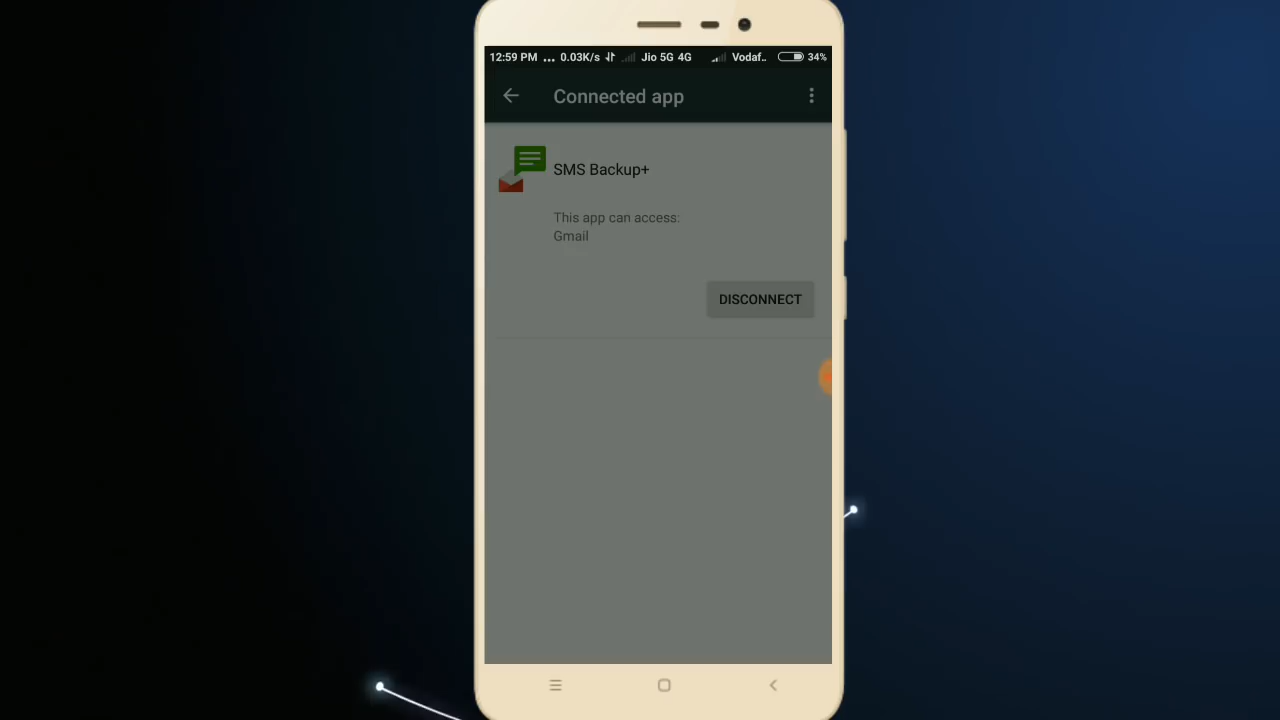 12:59 PM ... 0.03K/s Jio 5G 4G Vodaf.. 34%
Connected app
SMS Backup+
This app can access:
Gmail
DISCONNECT